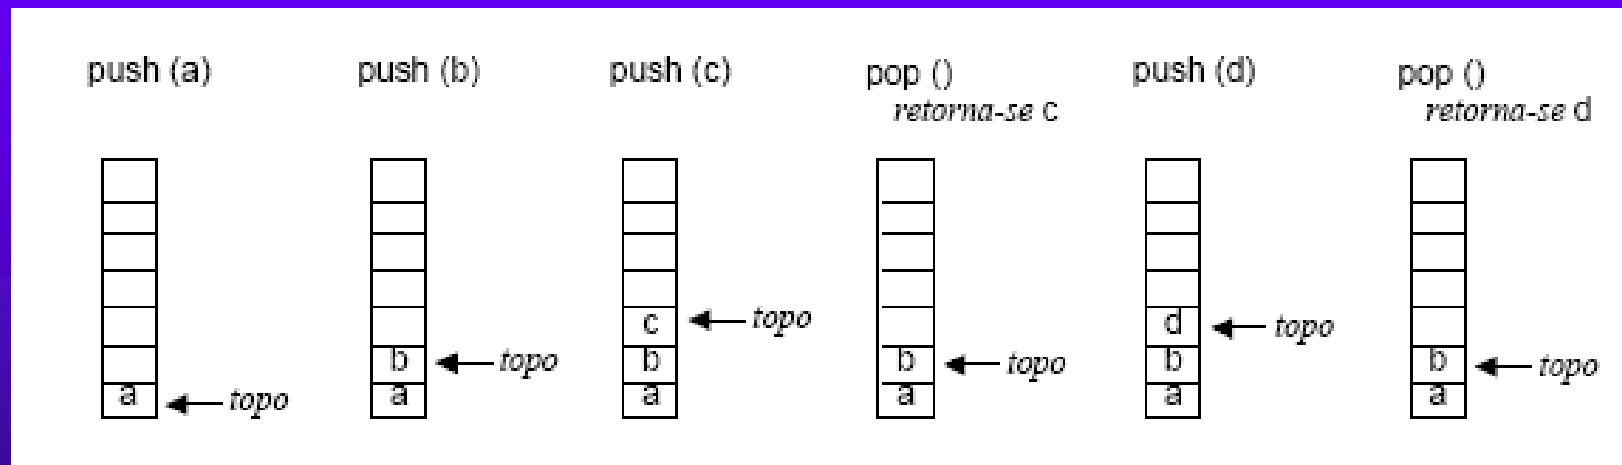 push (a)
push (b)
push (c)
pop ()
retorna-se c
push (d)
pop ()
retorna-se d
a
topo
b
topo
a
c
topo
b
a
b
topo
a
d
topo
b
a
b
topo
a